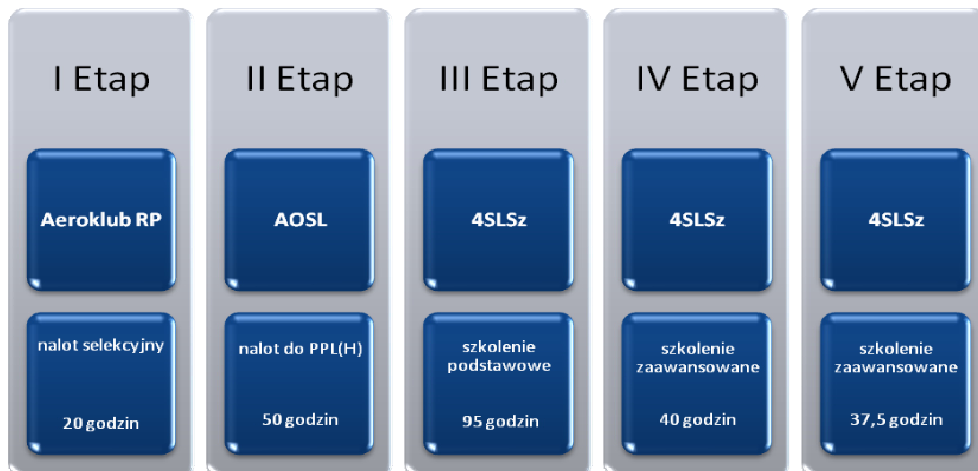 I Etap
II Etap
III Etap
IV Etap
V Etap
Aeroklub RP
AOSL
4SLSz
4SLSz
4SLSz
nalot selekcyjny
20 godzin
nalot do PPL(H)
50 godzin
szkolenie
podstawowe
95 godzin
szkolenie
zaawansowane
40 godzin
szkolenie
zaawansowane
37,5 godzin